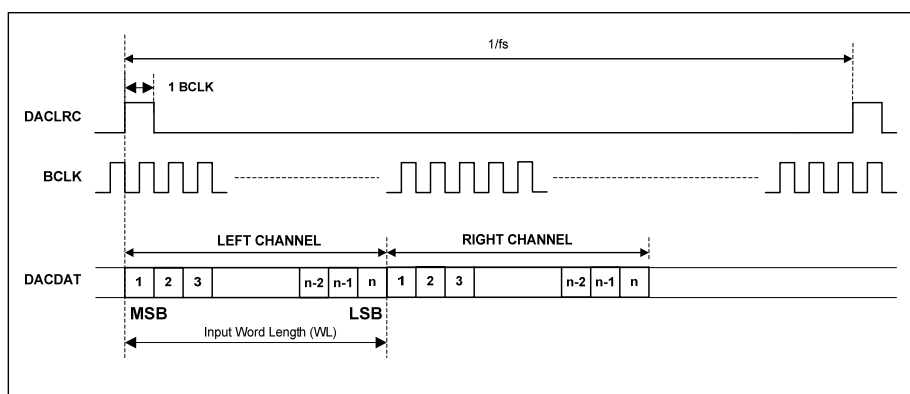 1/fs
1 BCLK
DACLRC
BCLK
LEFT CHANNEL RIGHT CHANNEL
DACDAT 1 2 3 n-2 n-1 n 1 2 3 n-2 n-1 n
MSB LSB
Input Word Length (WL)